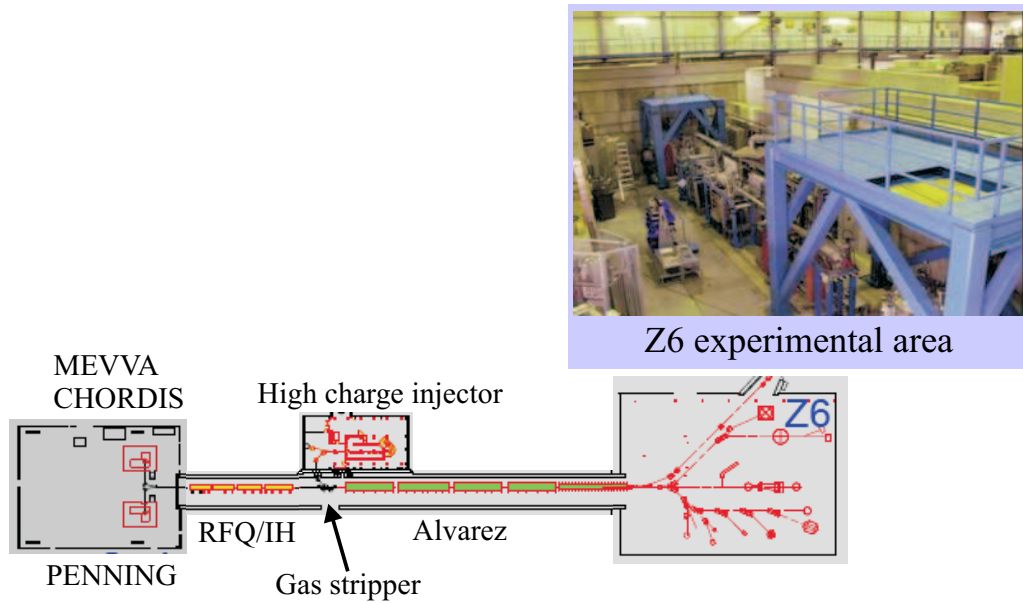 Z6 experimental area
MEVVA
CHORDIS
High charge injector
Z6
RFQ/IH
Alvarez
PENNING
Gas stripper